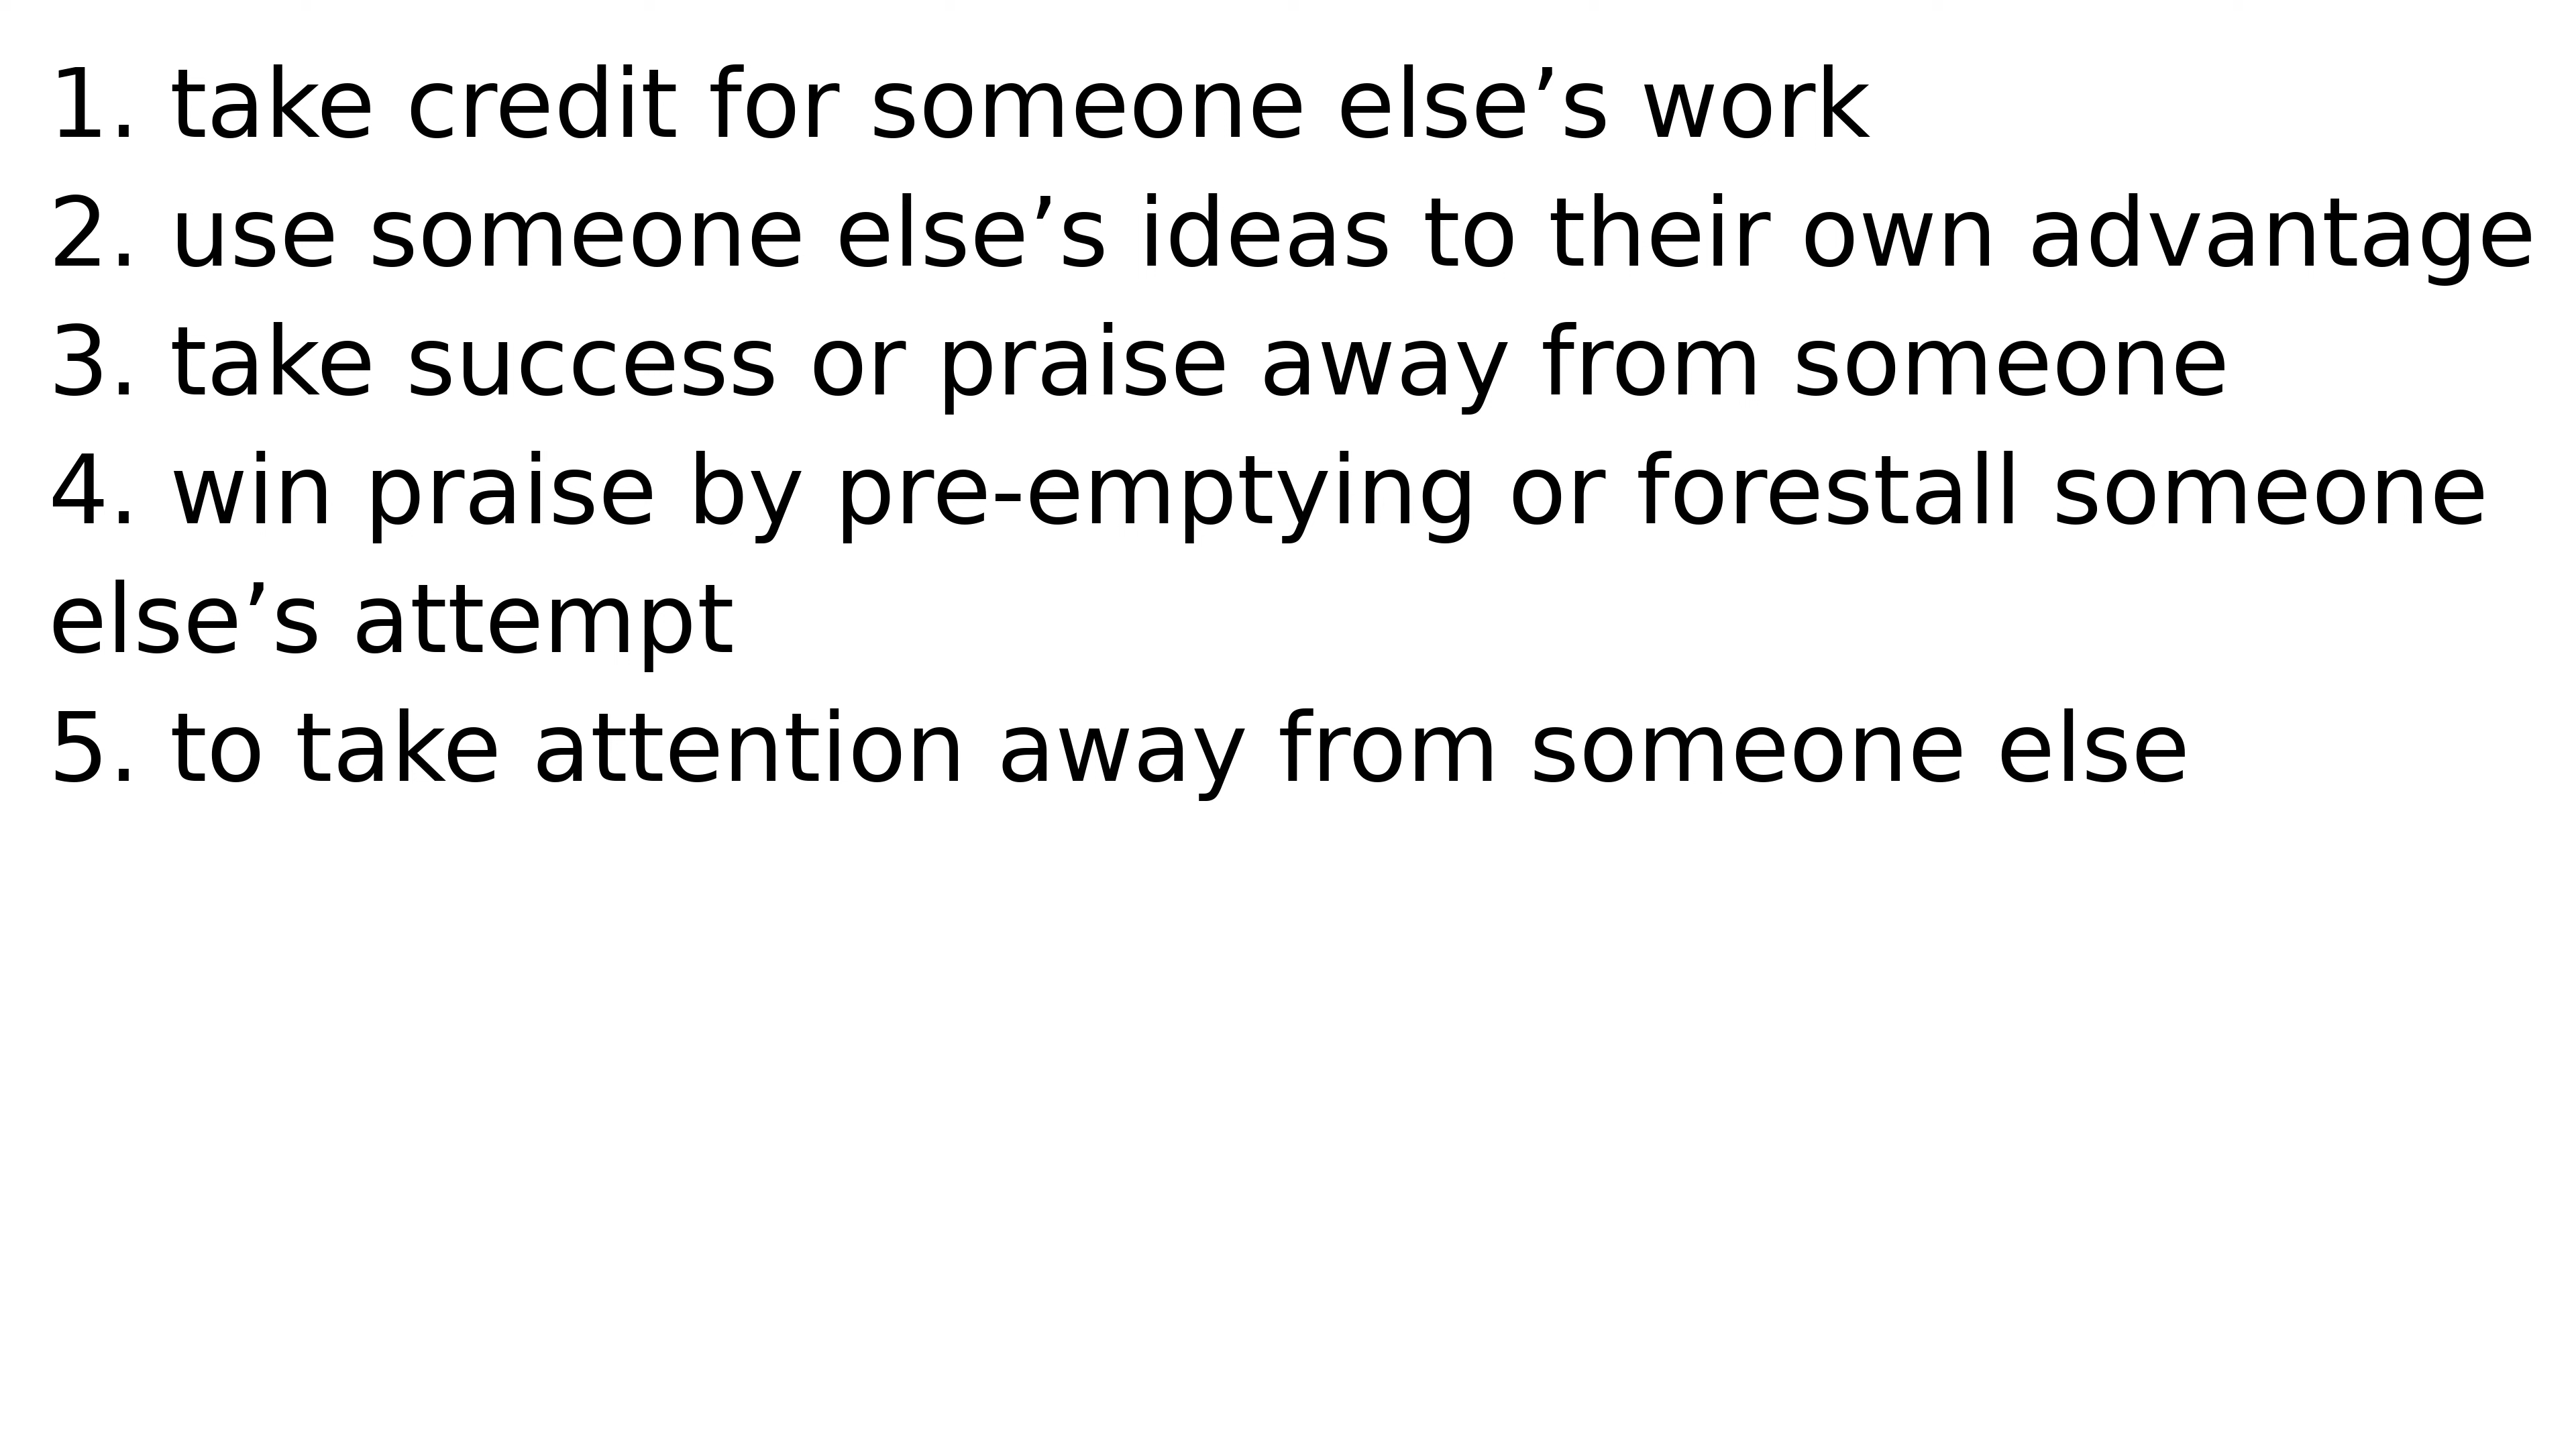 1. take credit for someone else’s work
2. use someone else’s ideas to their own advantage
3. take success or praise away from someone
4. win praise by pre-emptying or forestall someone
else’s attempt
5. to take attention away from someone else